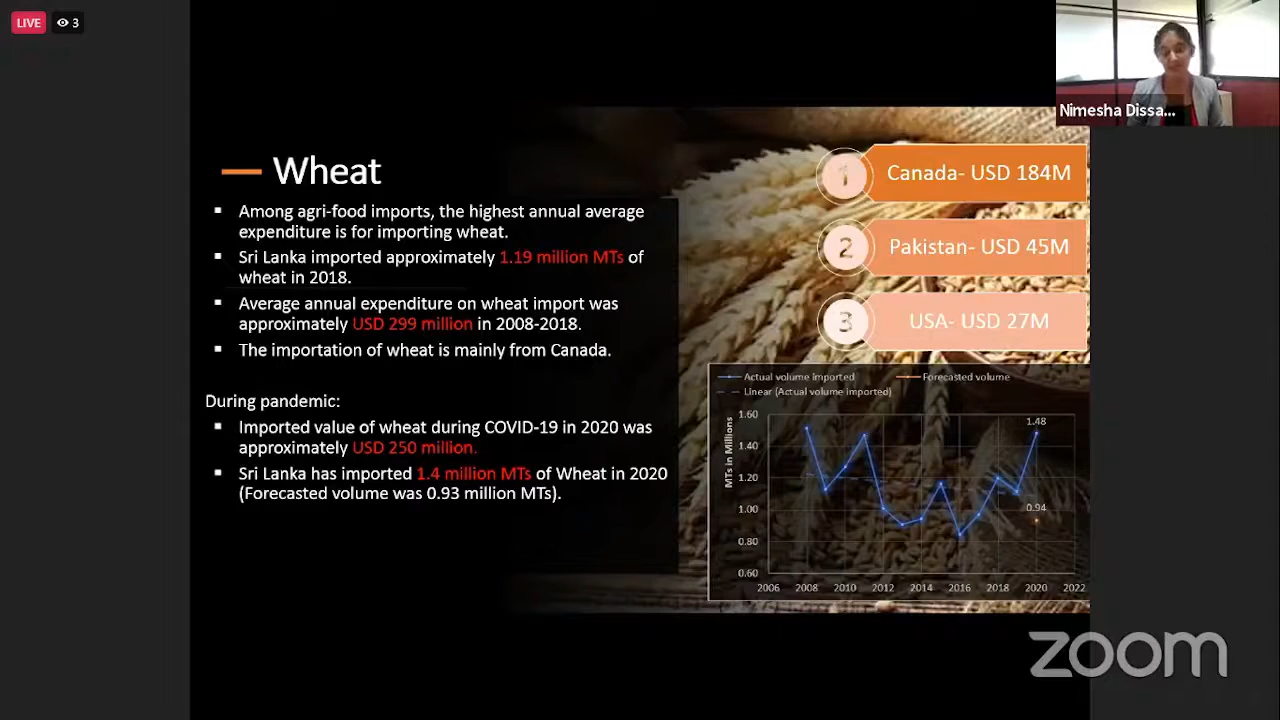 LIVE
3
Nimesha Dissa...
Wheat
Among agri-food imports, the highest annual average
expenditure is for importing wheat.
Sri Lanka imported approximately 1.19 million MTs of
wheat in 2018.
Average annual expenditure on wheat import was
approximately USD 299 million in 2008-2018.
The importation of wheat is mainly from Canada.
During pandemic:
Imported value of wheat during COVID-19 in 2020 was
approximately USD 250 million.
Sri Lanka has imported 1.4 million MTs of Wheat in 2020
(Forecasted volume was 0.93 million MTs).
1
Canada- USD 184M
2
Pakistan- USD 45M
3
USA- USD 27M
Actual volume imported
Forecasted volume
Linear (Actual volume imported)
MTs in Millions
1.60
1.40
1.20
1.00
0.80
0.60
1.48
0.94
2006 2008 2010 2012 2014 2016 2018 2020 2022
zoom